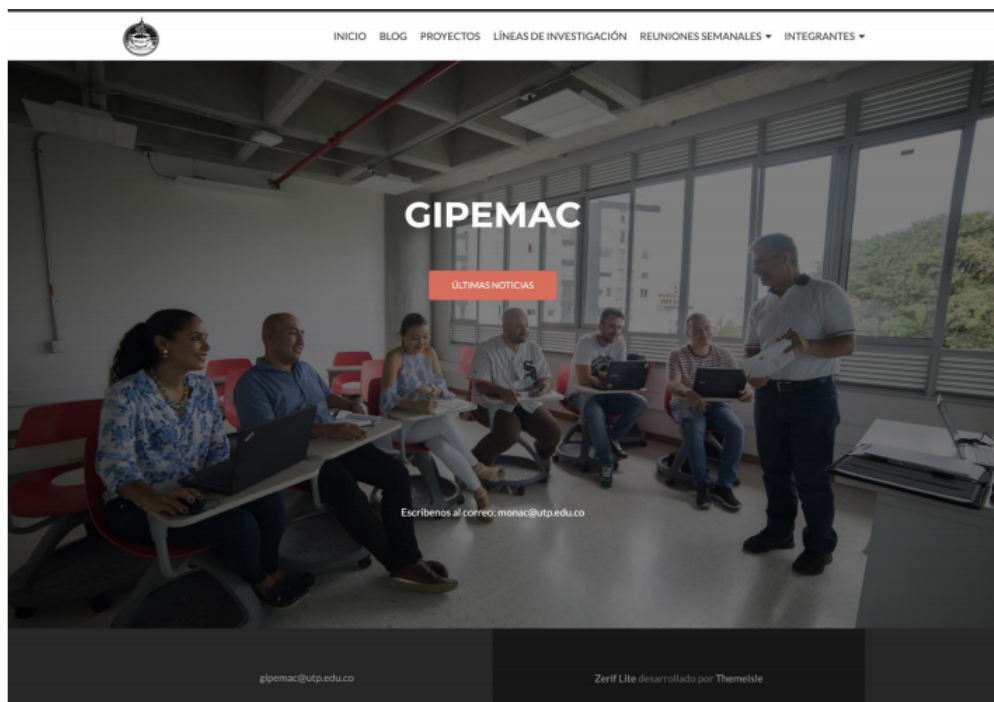 INICIO BLOG PROYECTOS LÍNEAS DE INVESTIGACIÓN REUNIONES SEMANALES INTEGRANTES
GIPEMAC
ÚLTIMAS NOTICIAS
Escribenos al correo: monac@utp.edu.co
gipemac@utp.edu.co
Zerif Lite desarrollado por ThemeIsle